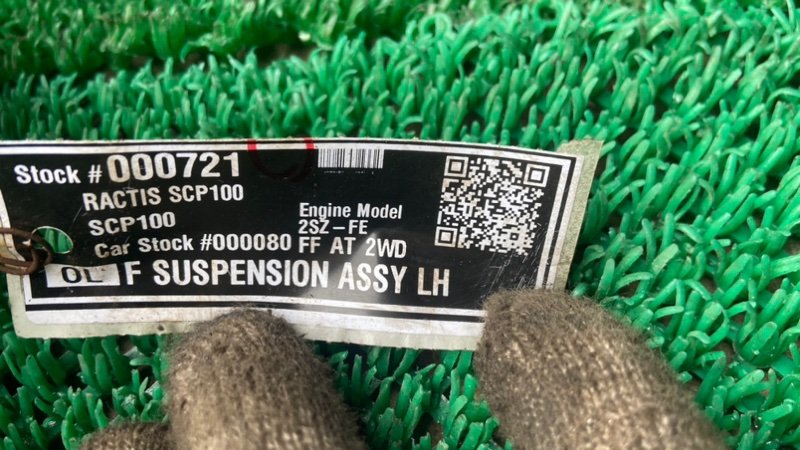 Stock #000721
RACTIS SCP100
SCP100
Engine Model
2SZ-FE
Car Stock #000080 FF AT 2WD
OL F SUSPENSION ASSY LH